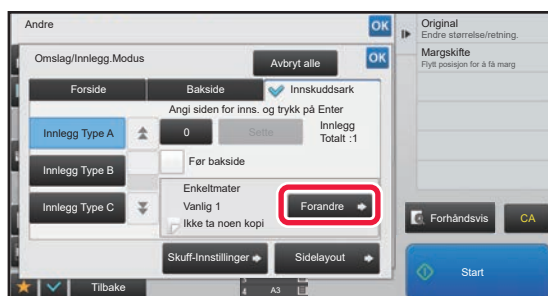 Andre
OK
Original
Endre størrelse/retning.
Margskifte
Flytt posisjon for å få marg
Omslag/Innlegg.Modus
Avbryt alle
OK
Forside
Bakside
Innskuddsark
Angi siden for inns. og trykk på Enter
Innlegg Type A
0
Sette
Innlegg
Totalt :1
Før bakside
Innlegg Type B
Enkeltmater
Vanlig 1
Ikke ta noen kopi
Forandre
Innlegg Type C
Forhåndsvis
CA
Skuff-Innstillinger
Sidelayout
Start
Tilbake
4
A3